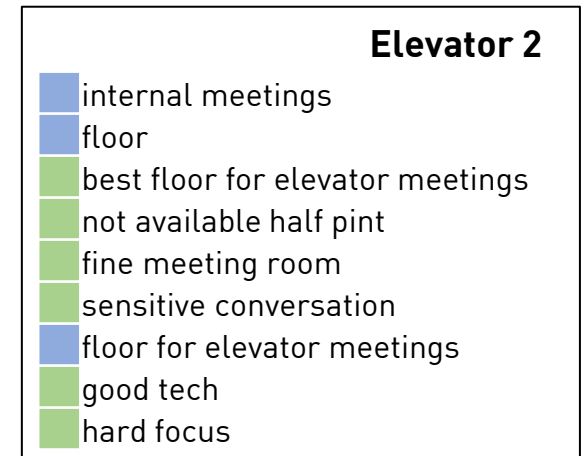 Elevator 2
internal meetings
floor
best floor for elevator meetings
not available half pint
fine meeting room
sensitive conversation
floor for elevator meetings
good tech
hard focus